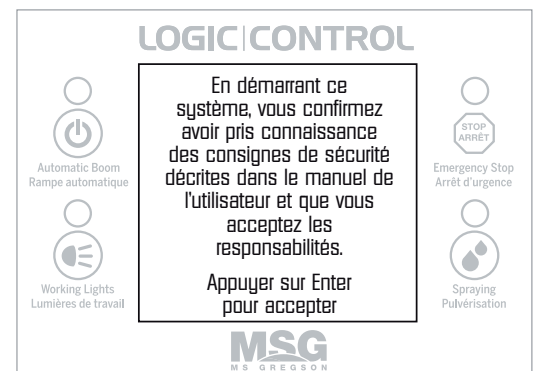 LOGIC|CONTROL
En démarrant ce
système, vous confirmez
avoir pris connaissance
des consignes de sécurité
décrites dans le manuel de
l'utilisateur et que vous
acceptez les
responsabilités.
Appuyer sur Enter
pour accepter
Automatic Boom
Rampe automatique
STOP
ARRÊT
Emergency Stop
Arrêt d'urgence
Working Lights
Lumières de travail
Spraying
Pulvérisation
MSG
MS GREGSON